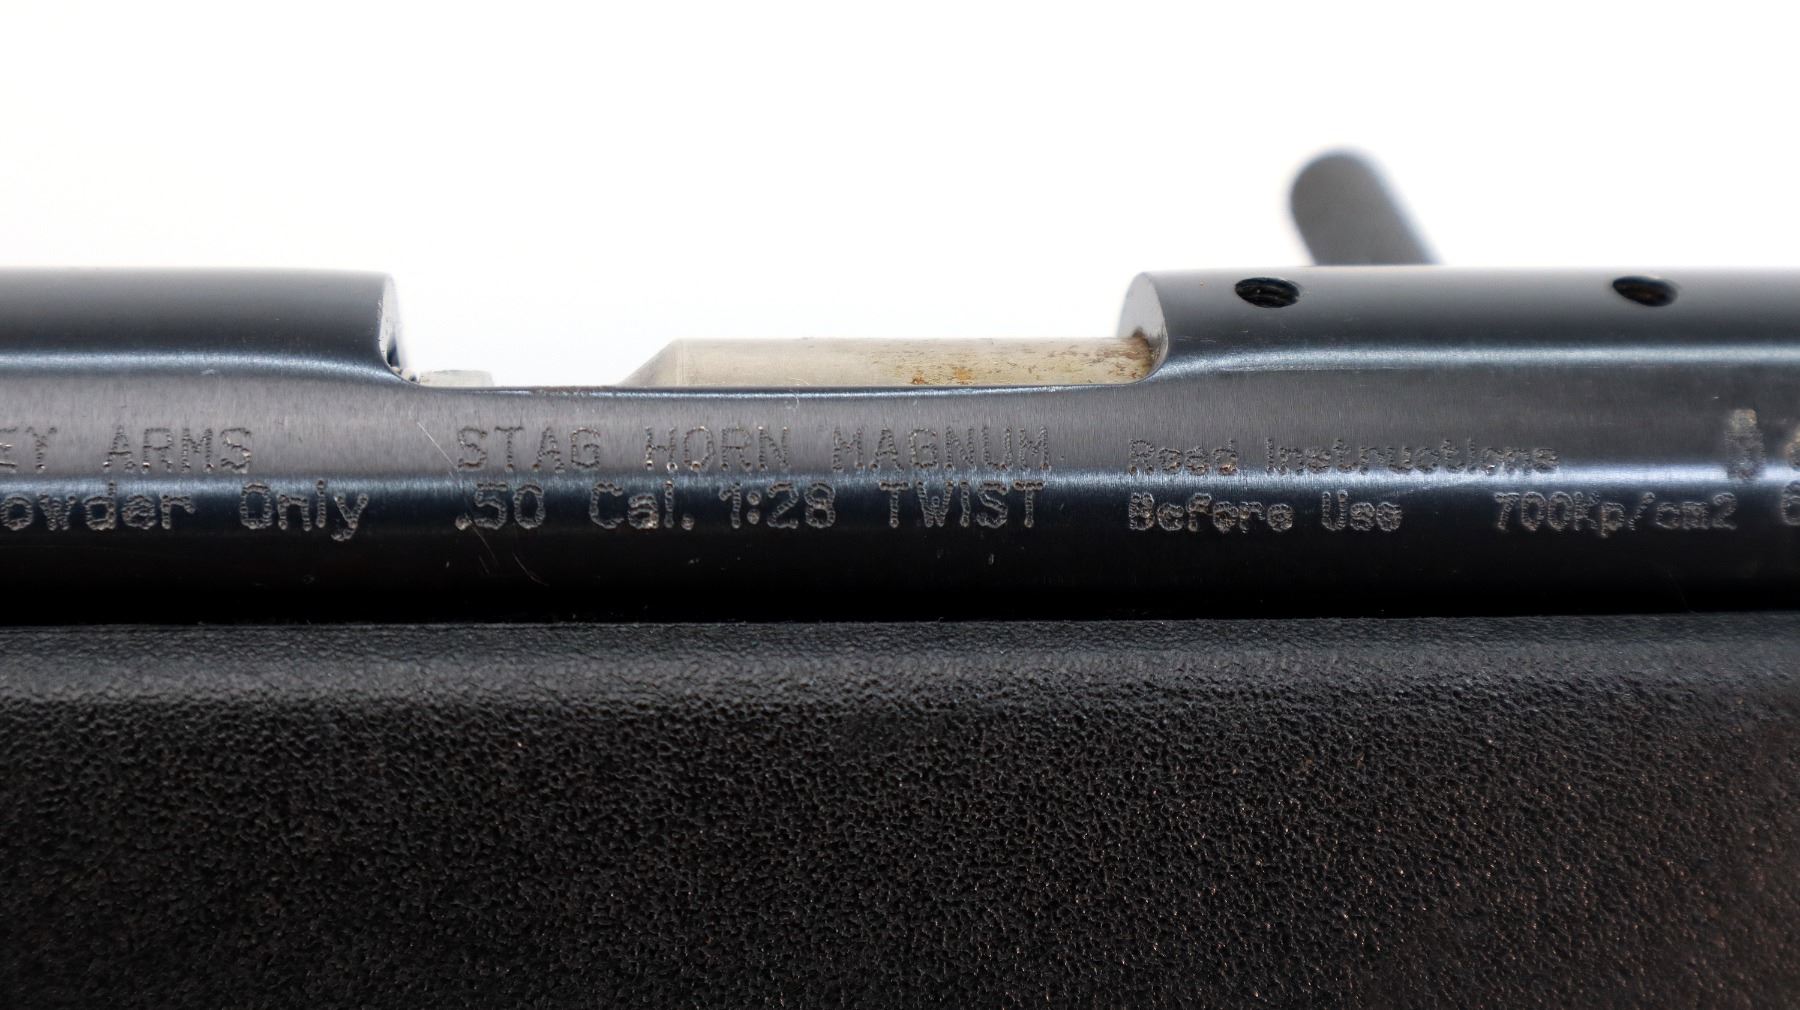 EY ARMS STAG HORN MAGNUM Read Instructions
owder Only .50 Cal. 1:28 TWIST Before Use 700Kp/cm2